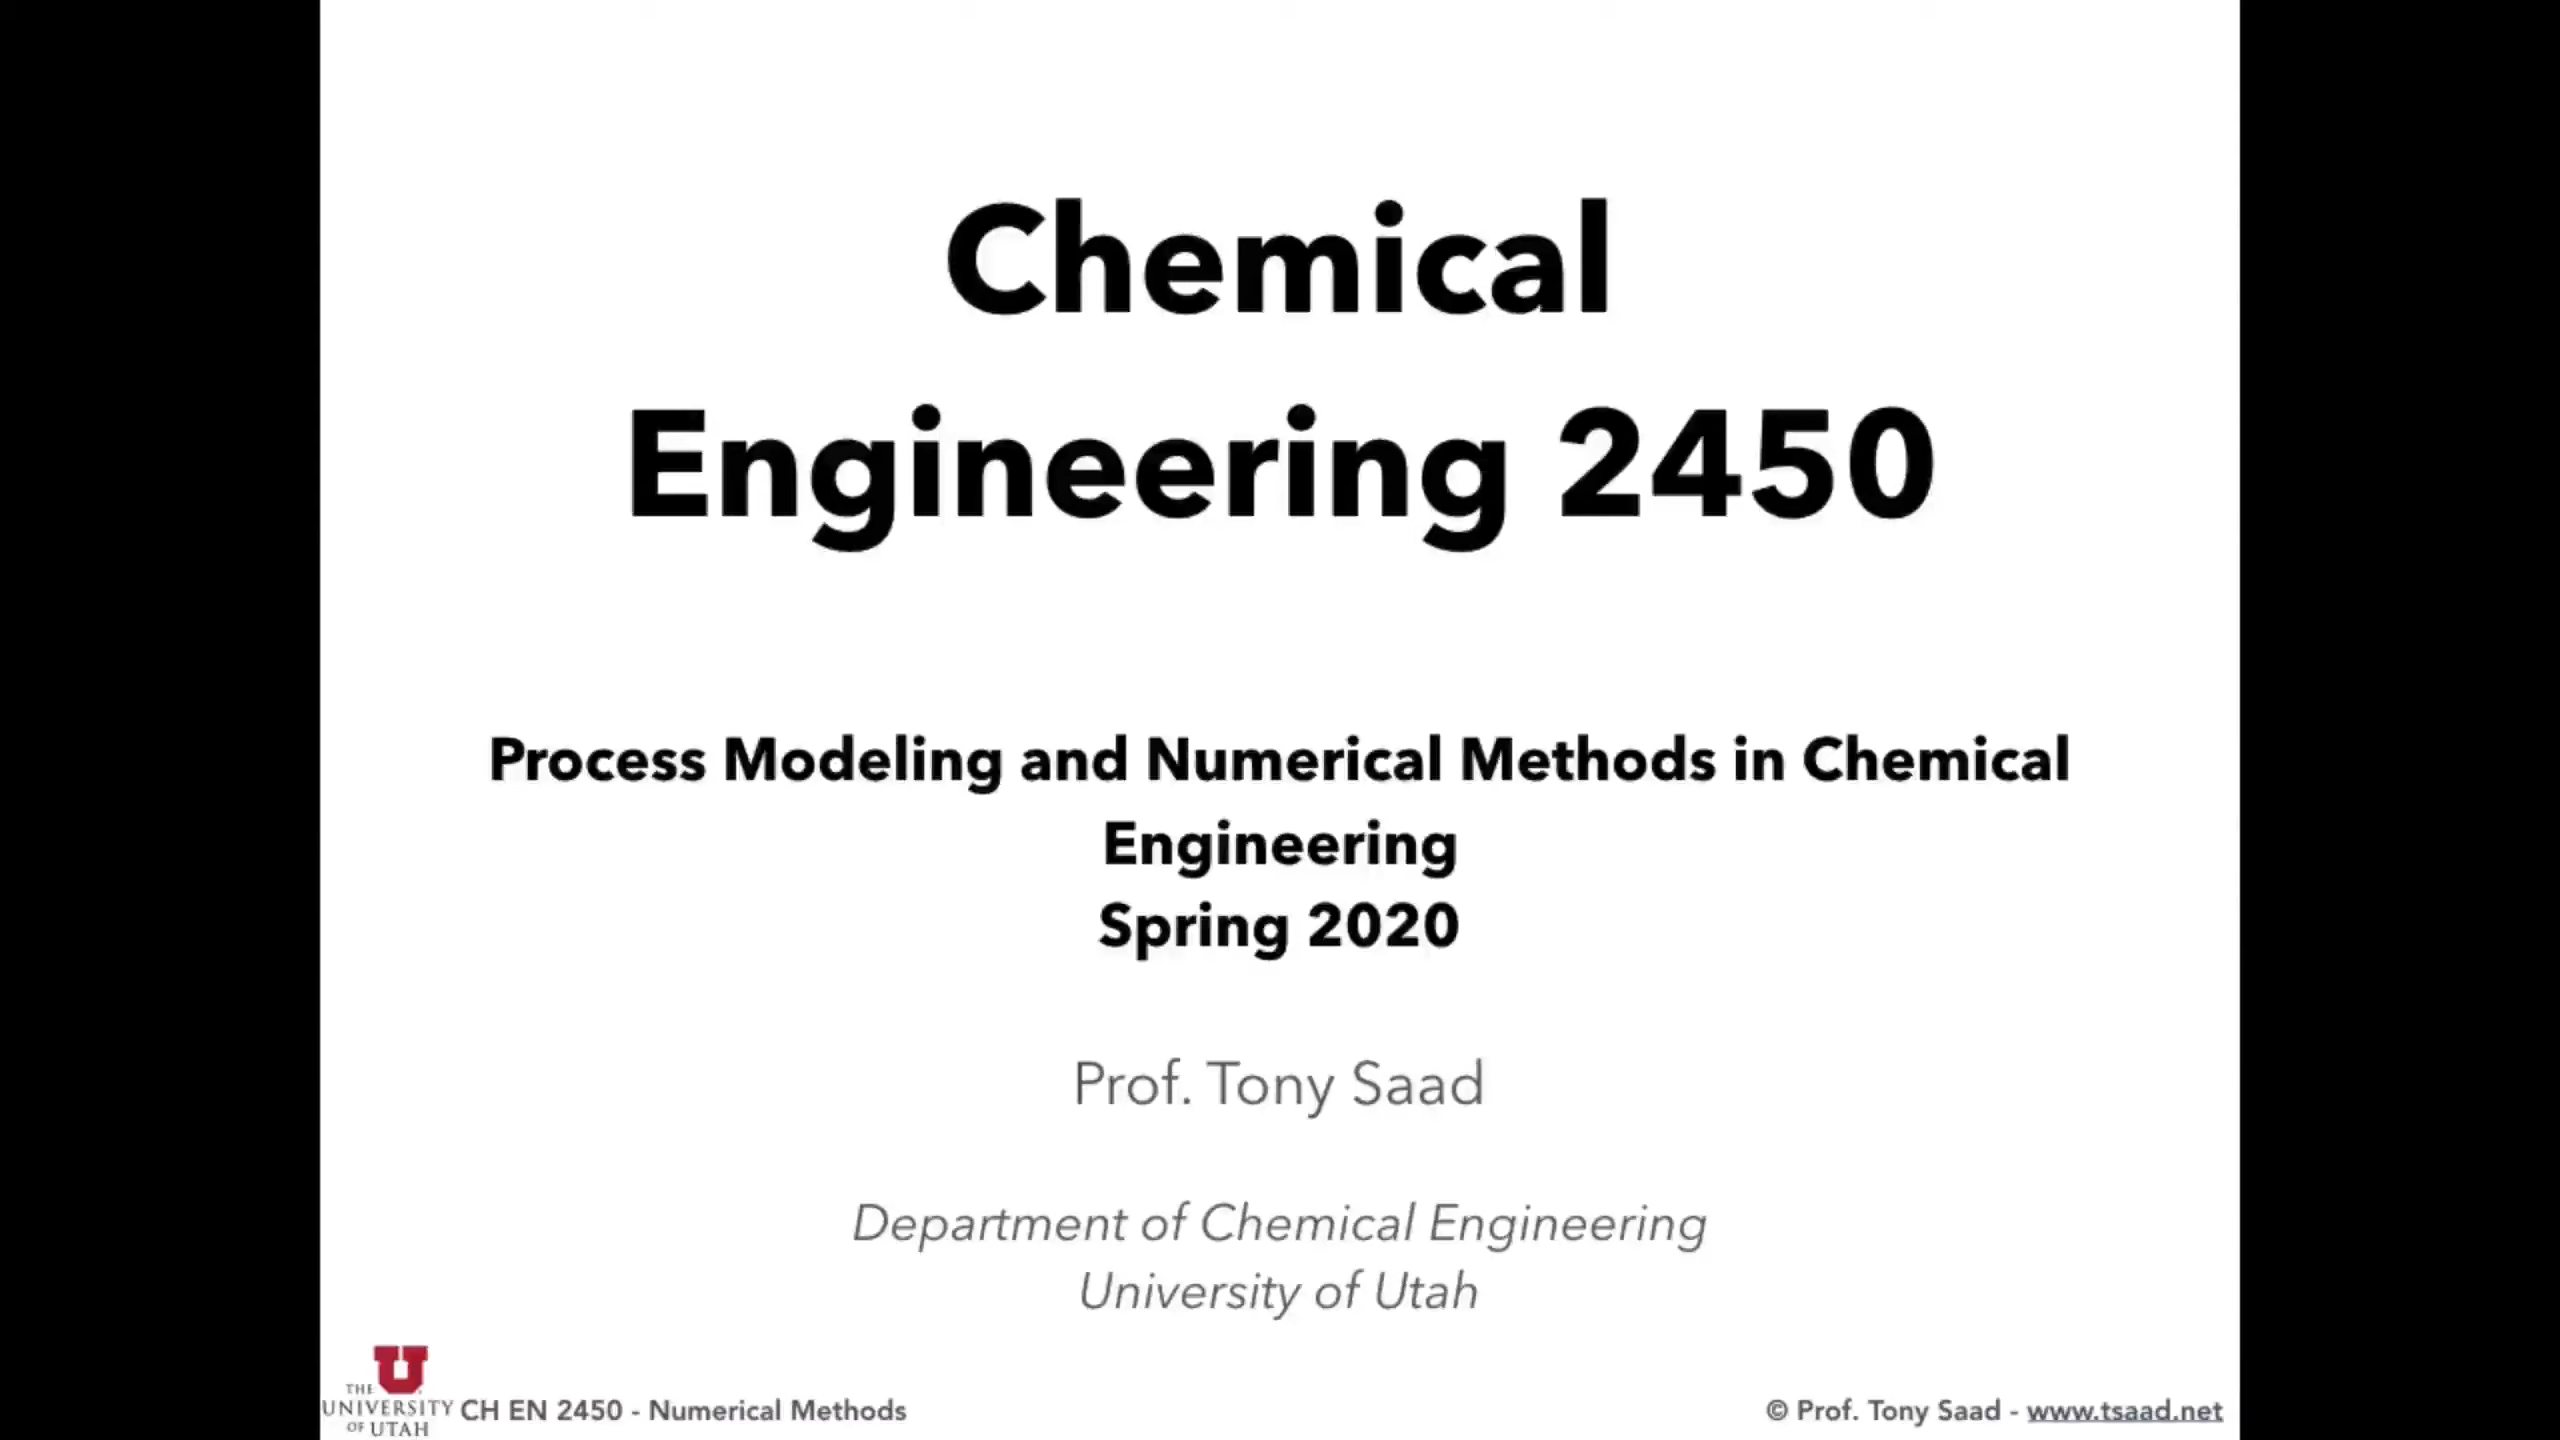 Chemical
Engineering 2450
Process Modeling and Numerical Methods in Chemical
Engineering
Spring 2020
Prof. Tony Saad
Department of Chemical Engineering
University of Utah
U
THE
UNIVERSITY
OF UTAH
CH EN 2450 - Numerical Methods
© Prof. Tony Saad - www.tsaad.net